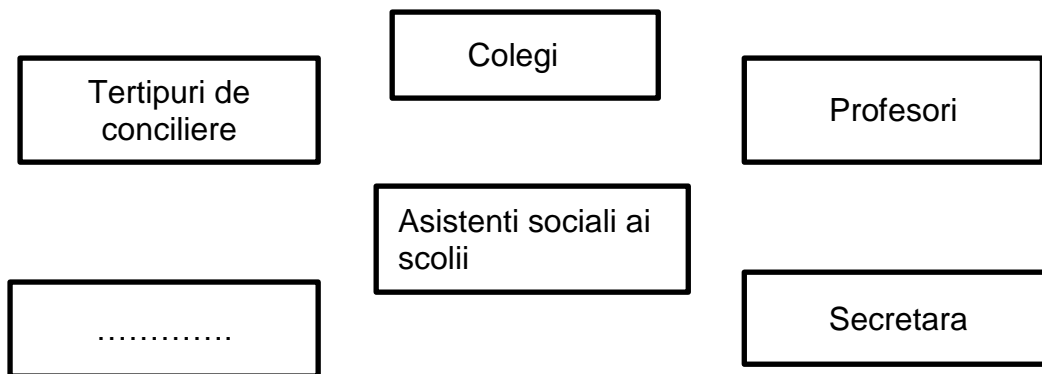 Colegi
Tertipuri de
conciliere
Profesori
Asistenti sociali ai
scolii
.............
Secretara